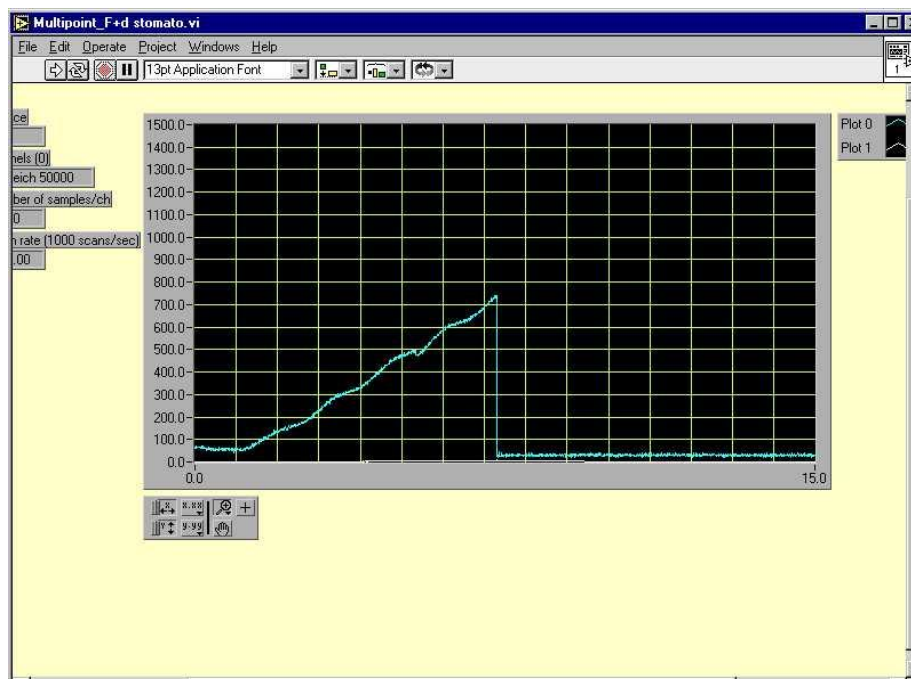 Multipoint_F+d stomato.vi
File Edit Operate Project Windows Help
13pt Application Font
1
ce
nels (0)
eich 50000
ber of samples/ch
0
n rate (1000 scans/sec)
.00
1500.0
1400.0
1300.0
1200.0
1100.0
1000.0
900.0
800.0
700.0
600.0
500.0
400.0
300.0
200.0
100.0
0.0
0.0 15.0
Plot 0
Plot 1
x x.xx
Y y.yy